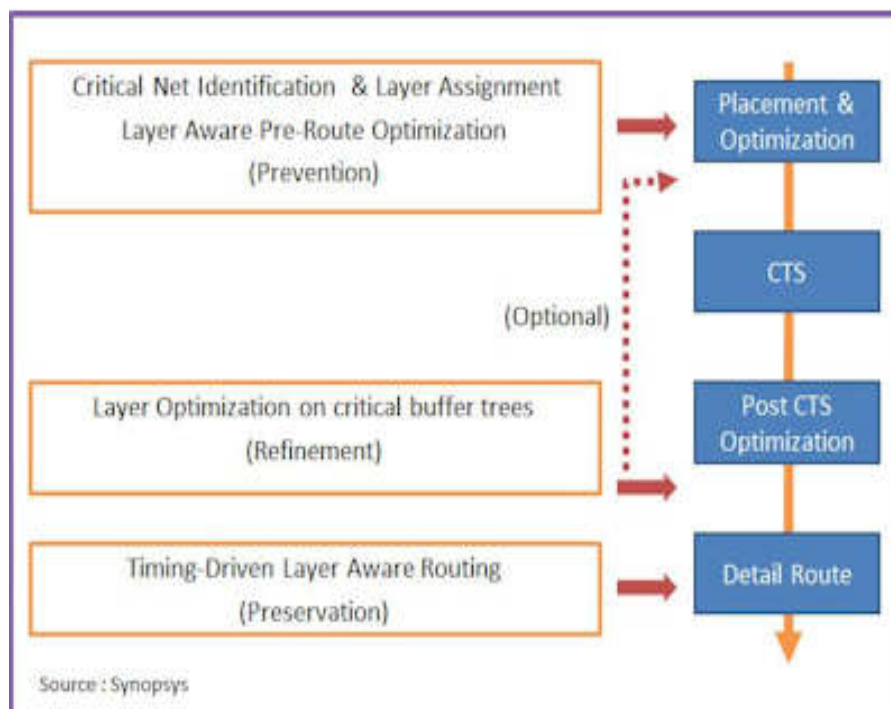 Critical Net Identification & Layer Assignment
Layer Aware Pre-Route Optimization
(Prevention)
Placement &
Optimization
CTS
(Optional)
Layer Optimization on critical buffer trees
(Refinement)
Post CTS
Optimization
Timing-Driven Layer Aware Routing
(Preservation)
Detail Route
Source : Synopsys